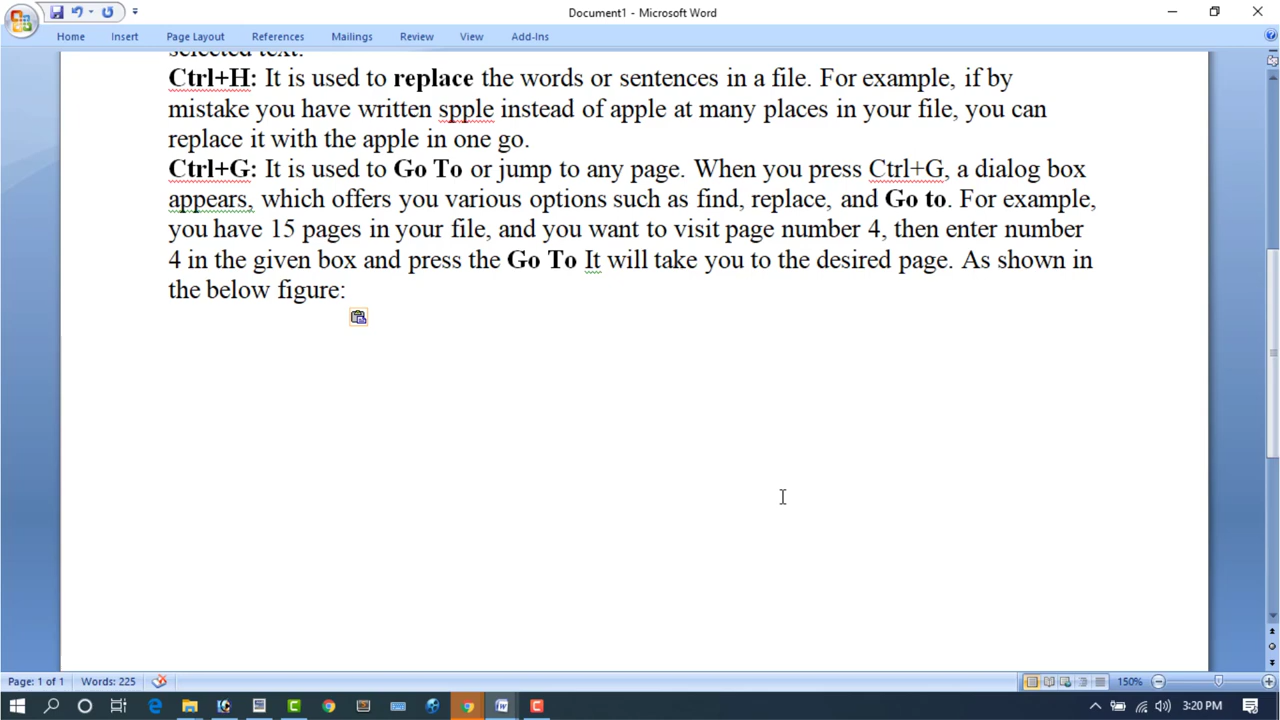 Document1 - Microsoft Word
Home Insert Page Layout References Mailings Review View Add-Ins
selected text.
Ctrl+H: It is used to replace the words or sentences in a file. For example, if by
mistake you have written spple instead of apple at many places in your file, you can
replace it with the apple in one go.
Ctrl+G: It is used to Go To or jump to any page. When you press Ctrl+G, a dialog box
appears, which offers you various options such as find, replace, and Go to. For example,
you have 15 pages in your file, and you want to visit page number 4, then enter number
4 in the given box and press the Go To It will take you to the desired page. As shown in
the below figure:
Page: 1 of 1 Words: 225 150%
3:20 PM